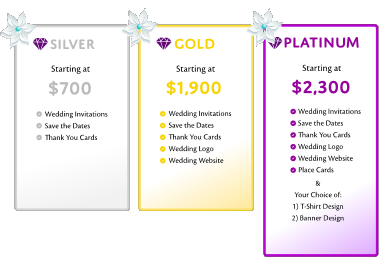 SILVER
Starting at
$700
Wedding Invitations
Save the Dates
Thank You Cards
GOLD
Starting at
$1,900
Wedding Invitations
Save the Dates
Thank You Cards
Wedding Logo
Wedding Website
PLATINUM
Starting at
$2,300
Wedding Invitations
Save the Dates
Thank You Cards
Wedding Logo
Wedding Website
Place Cards
&
Your Choice of:
1) T-Shirt Design
2) Banner Design